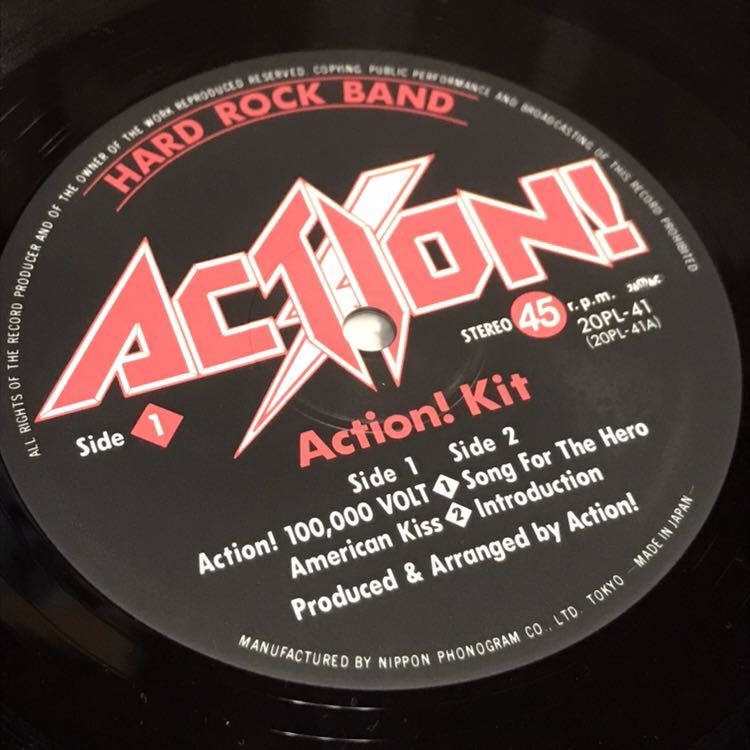 ALL RIGHTS OF THE RECORD PRODUCER AND OF THE OWNER OF THE WORK REPRODUCED RESERVED. COPYING, PUBLIC PERFORMANCE AND BROADCASTING OF THIS RECORD PROHIBITED
HARD ROCK BAND
ACTION!
STEREO 45 r.p.m.
20PL-41
(20PL-41A)
Side 1
Action! Kit
Side 1 Side 2
Action! 100,000 VOLT 1 Song For The Hero
American Kiss 2 Introduction
Produced & Arranged by Action!
MANUFACTURED BY NIPPON PHONOGRAM CO., LTD. TOKYO —MADE IN JAPAN—